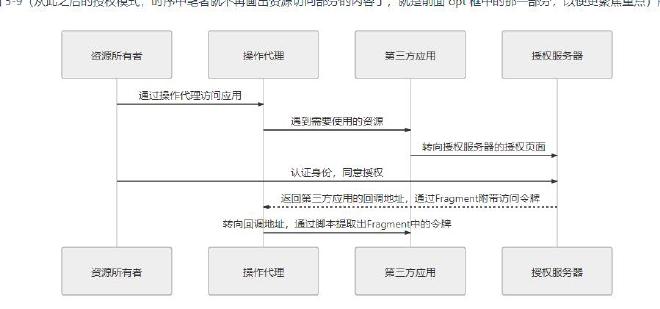 5-9（从此之后的授权模式，时序中笔者就不再画出资源访问部分的内容了，就是前面 opt 框中的那一部分，以便更聚焦重点）
资源所有者 操作代理 第三方应用 授权服务器
通过操作代理访问应用
遇到需要使用的资源
转向授权服务器的授权页面
认证身份，同意授权
返回第三方应用的回调地址，通过Fragment附带访问令牌
转向回调地址，通过脚本提取出Fragment中的令牌
资源所有者 操作代理 第三方应用 授权服务器